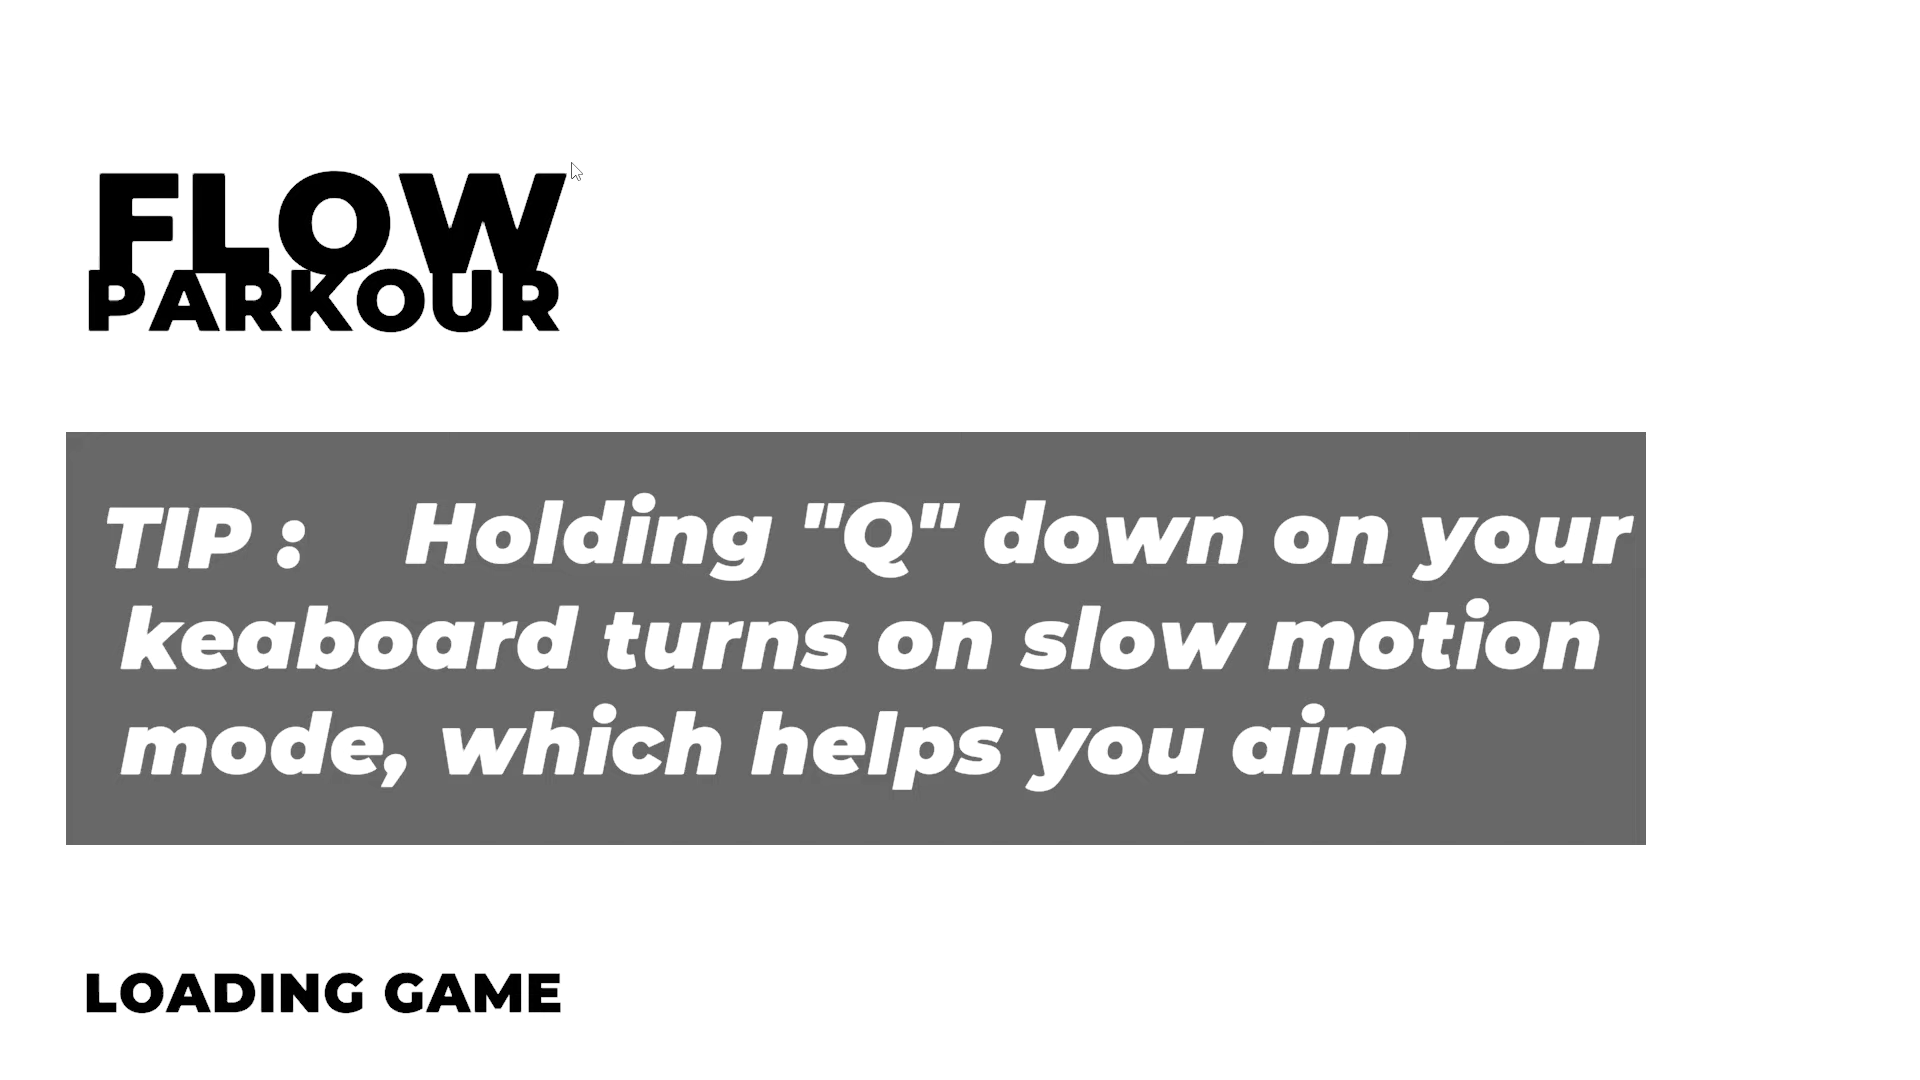 FLOW
PARKOUR
TIP : Holding "Q" down on your
keaboard turns on slow motion
mode, which helps you aim
LOADING GAME